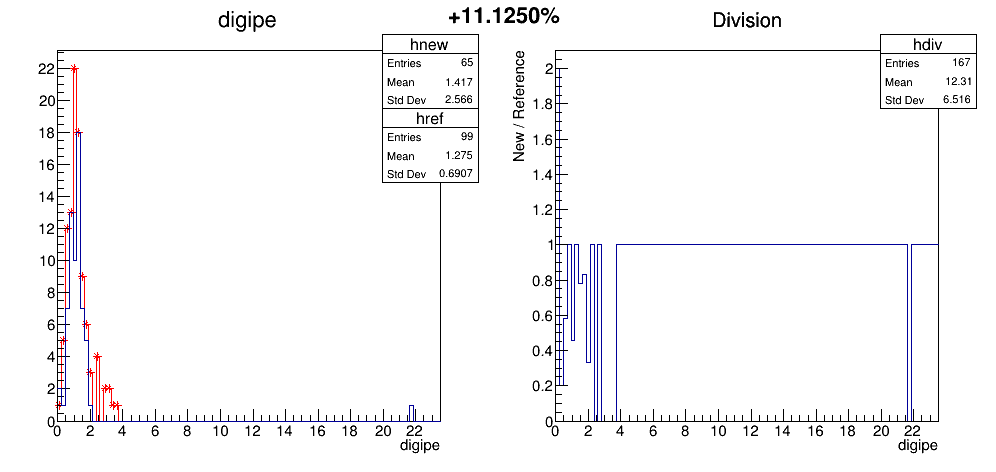 +11.1250%
digipe
hnew
Entries 65
Mean 1.417
Std Dev 2.566
href
Entries 99
Mean 1.275
Std Dev 0.6907
22
20
18
16
14
12
10
8
6
4
2
0
0 2 4 6 8 10 12 14 16 18 20 22
digipe
Division
hdiv
Entries 167
Mean 12.31
Std Dev 6.516
New / Reference
2
1.8
1.6
1.4
1.2
1
0.8
0.6
0.4
0.2
0
0 2 4 6 8 10 12 14 16 18 20 22
digipe